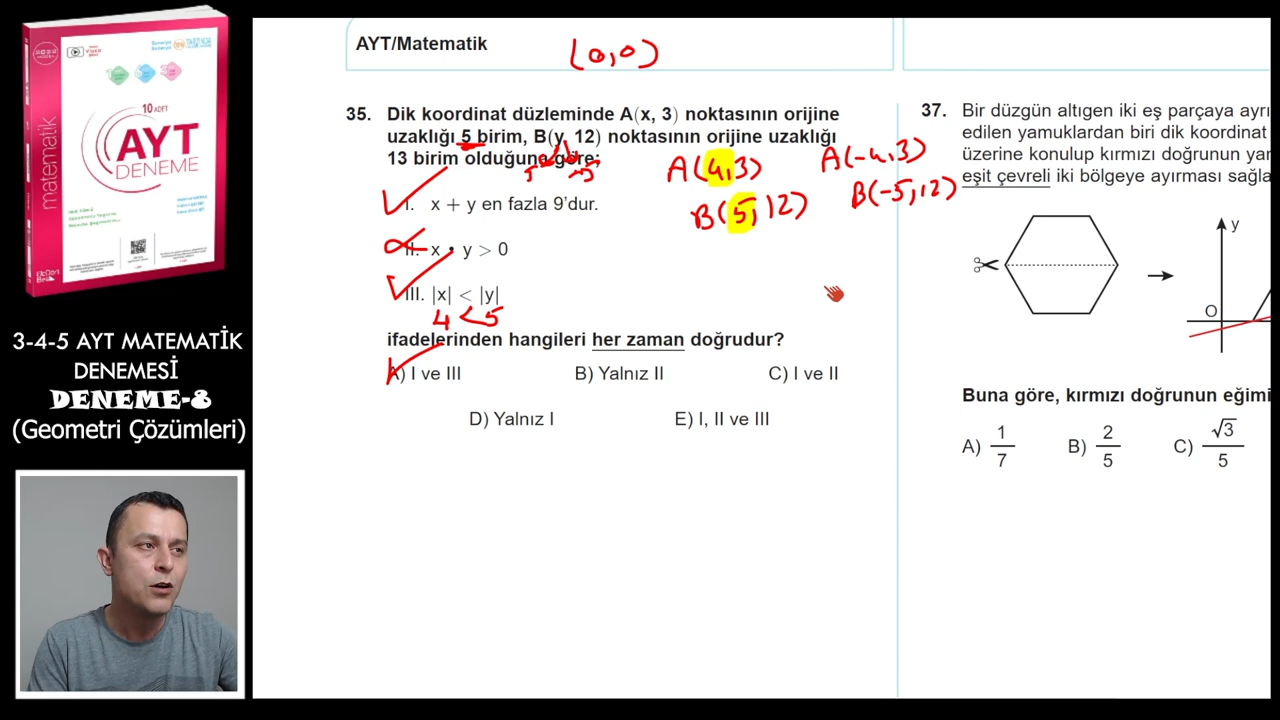 matematik
10 ADET
AYT
DENEME
3-4-5 AYT MATEMATİK
DENEMESİ
DENEME-8
(Geometri Çözümleri)
AYT/Matematik
(0,0)
35. Dik koordinat düzleminde A(x, 3) noktasının orijine
uzaklığı 5 birim, B(y, 12) noktasının orijine uzaklığı
13 birim olduğuna göre;
A(4,3)
A(-4,3)
B(5,12)
B(-5,12)
5
-5
I. x + y en fazla 9'dur.
II. x • y > 0
III. |x| < |y|
4 < 5
ifadelerinden hangileri her zaman doğrudur?
A) I ve III B) Yalnız II C) I ve II
D) Yalnız I E) I, II ve III
37. Bir düzgün altıgen iki eş parçaya ayrı
edilen yamuklardan biri dik koordinat
üzerine konulup kırmızı doğrunun yar
eşit çevreli iki bölgeye ayırması sağla
y
O
Buna göre, kırmızı doğrunun eğimi
A) 1/7 B) 2/5 C) √3/5